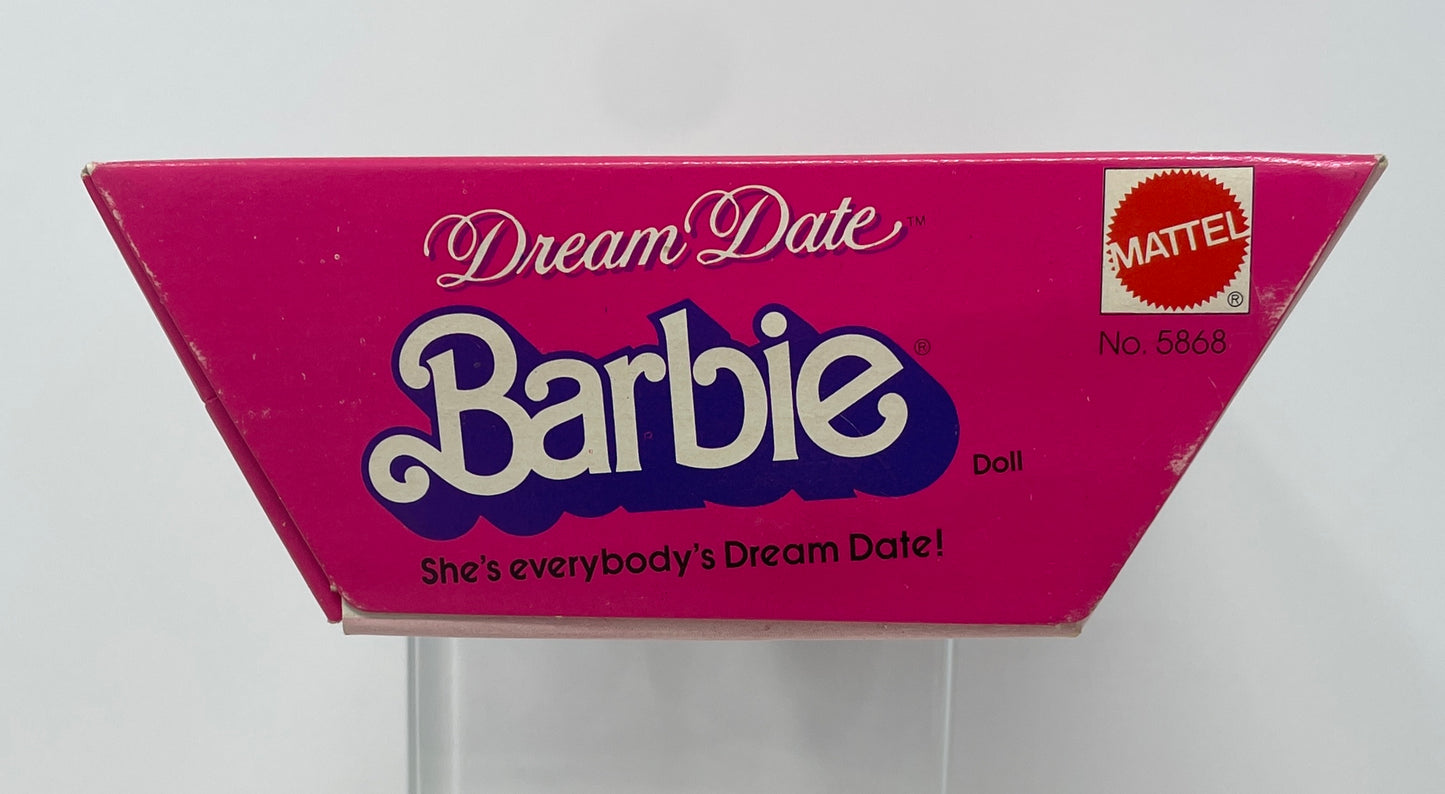 Dream Date™
Barbie®
Doll
She's everybody's Dream Date!
MATTEL
®
No. 5868